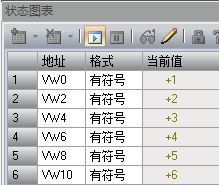 状态图表
地址 格式 当前值
1 VW0 有符号 +1
2 VW2 有符号 +2
3 VW4 有符号 +3
4 VW6 有符号 +4
5 VW8 有符号 +5
6 VW10 有符号 +6